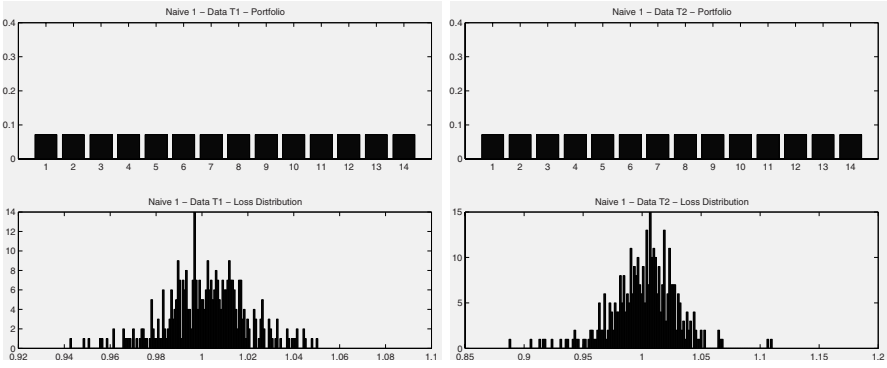 Naive 1 – Data T1 – Portfolio
0.4
0.3
0.2
0.1
0
1 2 3 4 5 6 7 8 9 10 11 12 13 14
Naive 1 – Data T2 – Portfolio
0.4
0.3
0.2
0.1
0
1 2 3 4 5 6 7 8 9 10 11 12 13 14
Naive 1 – Data T1 – Loss Distribution
14
12
10
8
6
4
2
0
0.92 0.94 0.96 0.98 1 1.02 1.04 1.06 1.08 1.1
Naive 1 – Data T2 – Loss Distribution
15
10
5
0
0.85 0.9 0.95 1 1.05 1.1 1.15 1.2